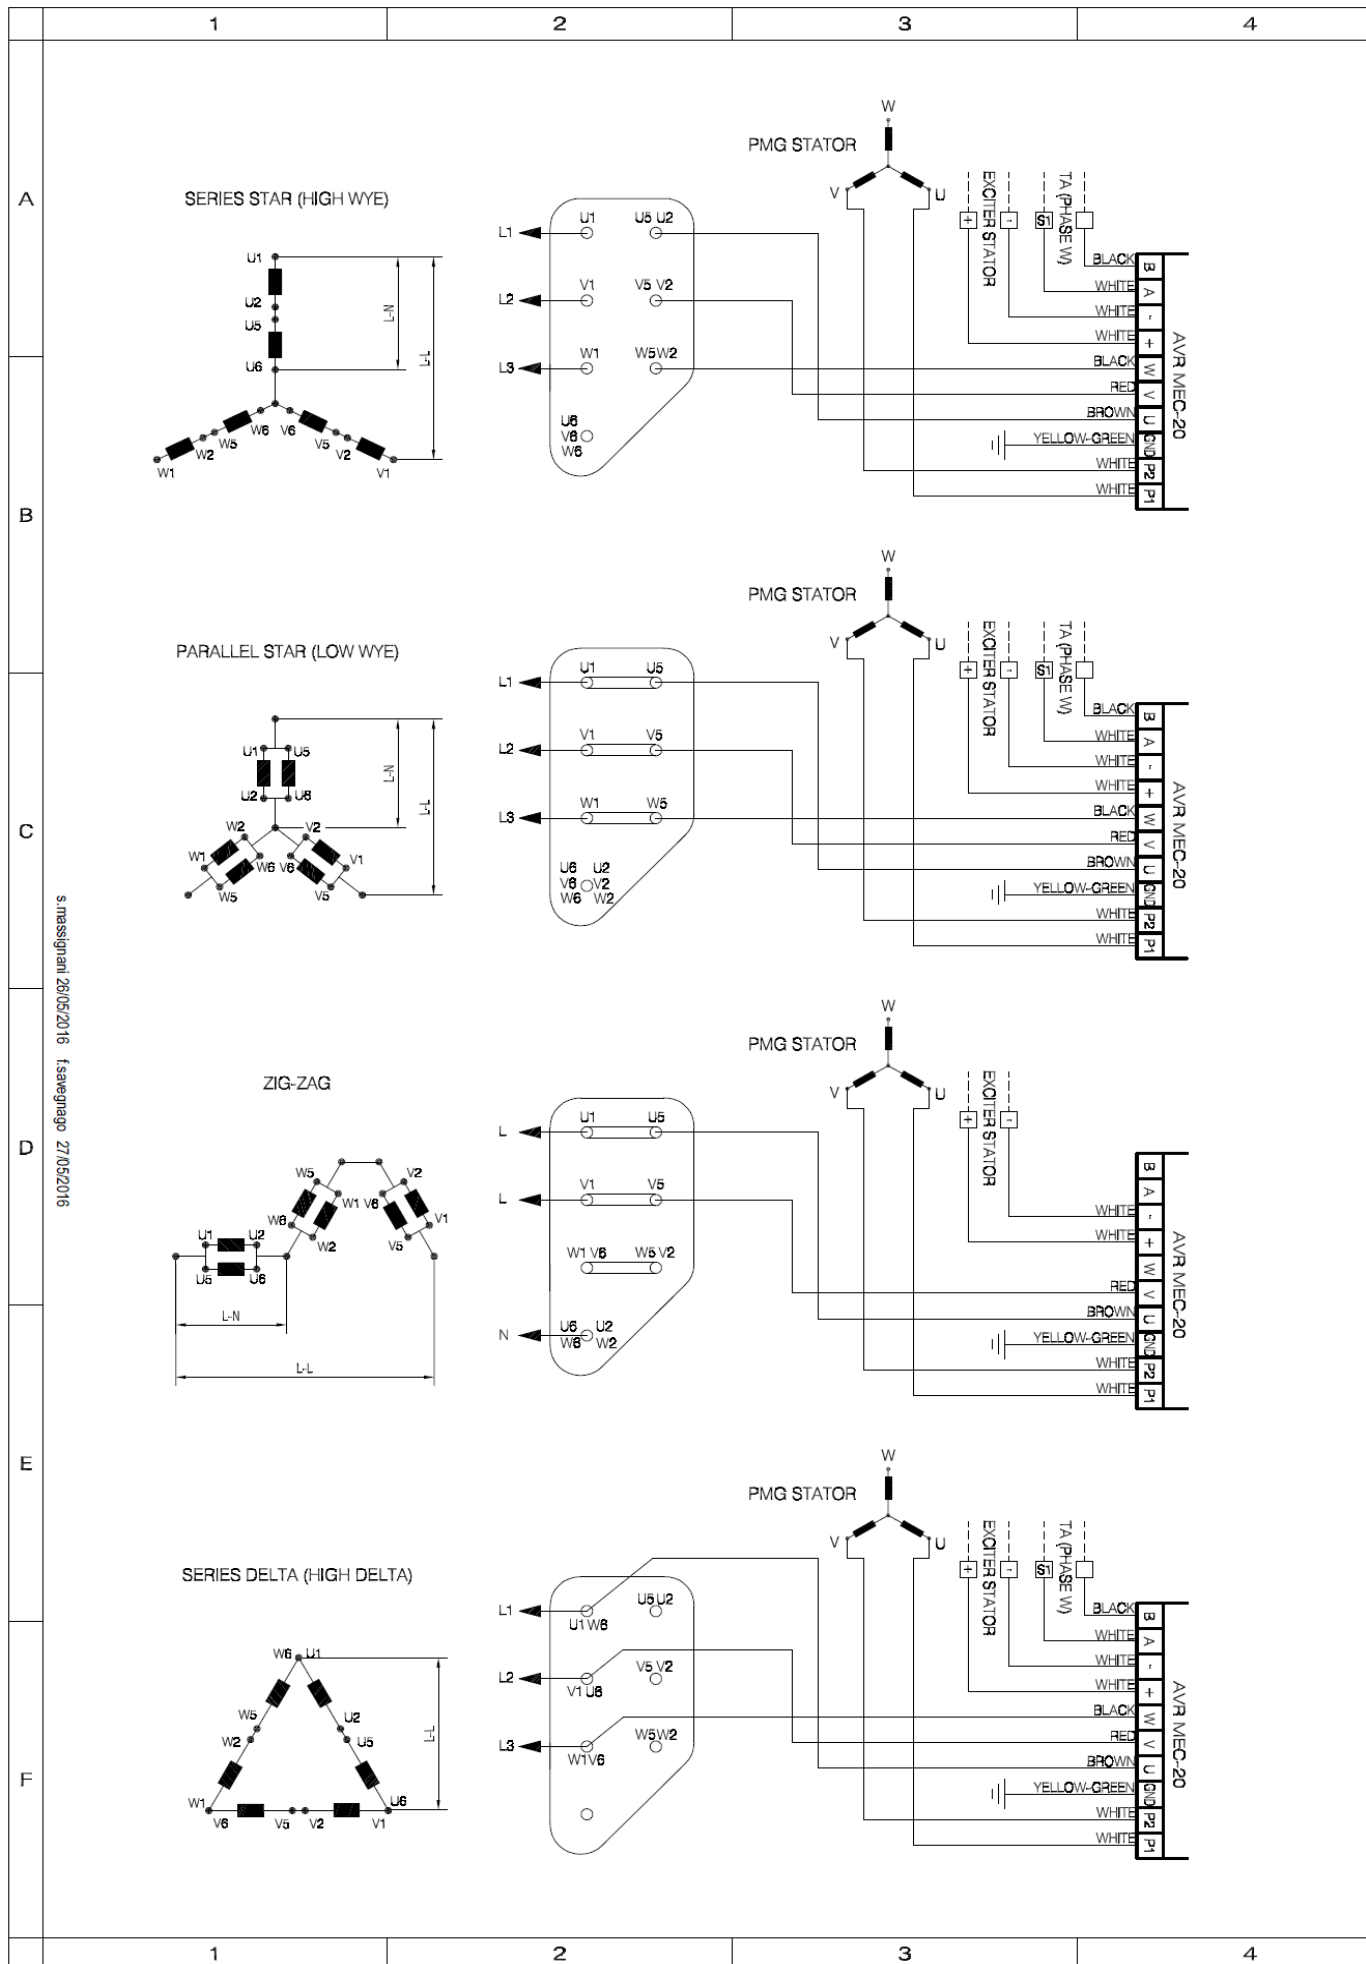 1 2 3 4
A
B
C
D
E
F
s.massignani 26/05/2016 f.savegnago 27/05/2016
SERIES STAR (HIGH WYE)
U1
U2
U5
U6
L-N
L-L
W6 V6
W5 V5
W2 V2
W1 V1
U1 U5 U2
L1
V1 V5 V2
L2
W1 W5 W2
L3
U6
V6
W6
PMG STATOR
W
V U
EXCITER STATOR
TA (PHASE W)
+ - S1
BLACK B
WHITE A
WHITE -
WHITE +
BLACK W
RED V
BROWN U
YELLOW-GREEN GND
WHITE P2
WHITE P1
AVR MEC-20
PARALLEL STAR (LOW WYE)
U1 U5
U2 U6
L-N
L-L
W2 V2
W1 W6 V6 V1
W5 V5
U1 U5
L1
V1 V5
L2
W1 W5
L3
U6 U2
V6 V2
W6 W2
PMG STATOR
W
V U
EXCITER STATOR
TA (PHASE W)
+ - S1
BLACK B
WHITE A
WHITE -
WHITE +
BLACK W
RED V
BROWN U
YELLOW-GREEN GND
WHITE P2
WHITE P1
AVR MEC-20
ZIG-ZAG
W5 V2
W1 V6
W6 V1
U1 U2 W2 V5
U5 U6
L-N
L-L
U1 U5
L
V1 V5
L
W1 V6 W5 V2
U6 U2
N
W6 W2
PMG STATOR
W
V U
EXCITER STATOR
+ -
B
A
WHITE -
WHITE +
W
RED V
BROWN U
YELLOW-GREEN GND
WHITE P2
WHITE P1
AVR MEC-20
SERIES DELTA (HIGH DELTA)
W6 U1
W5 U2
W2 U5
L-L
W1 U6
V6 V5 V2 V1
U5 U2
L1
U1 W6
V5 V2
L2
V1 U6
W5 W2
L3
W1 V6
PMG STATOR
W
V U
EXCITER STATOR
TA (PHASE W)
+ - S1
BLACK B
WHITE A
WHITE -
WHITE +
BLACK W
RED V
BROWN U
YELLOW-GREEN GND
WHITE P2
WHITE P1
AVR MEC-20
1 2 3 4